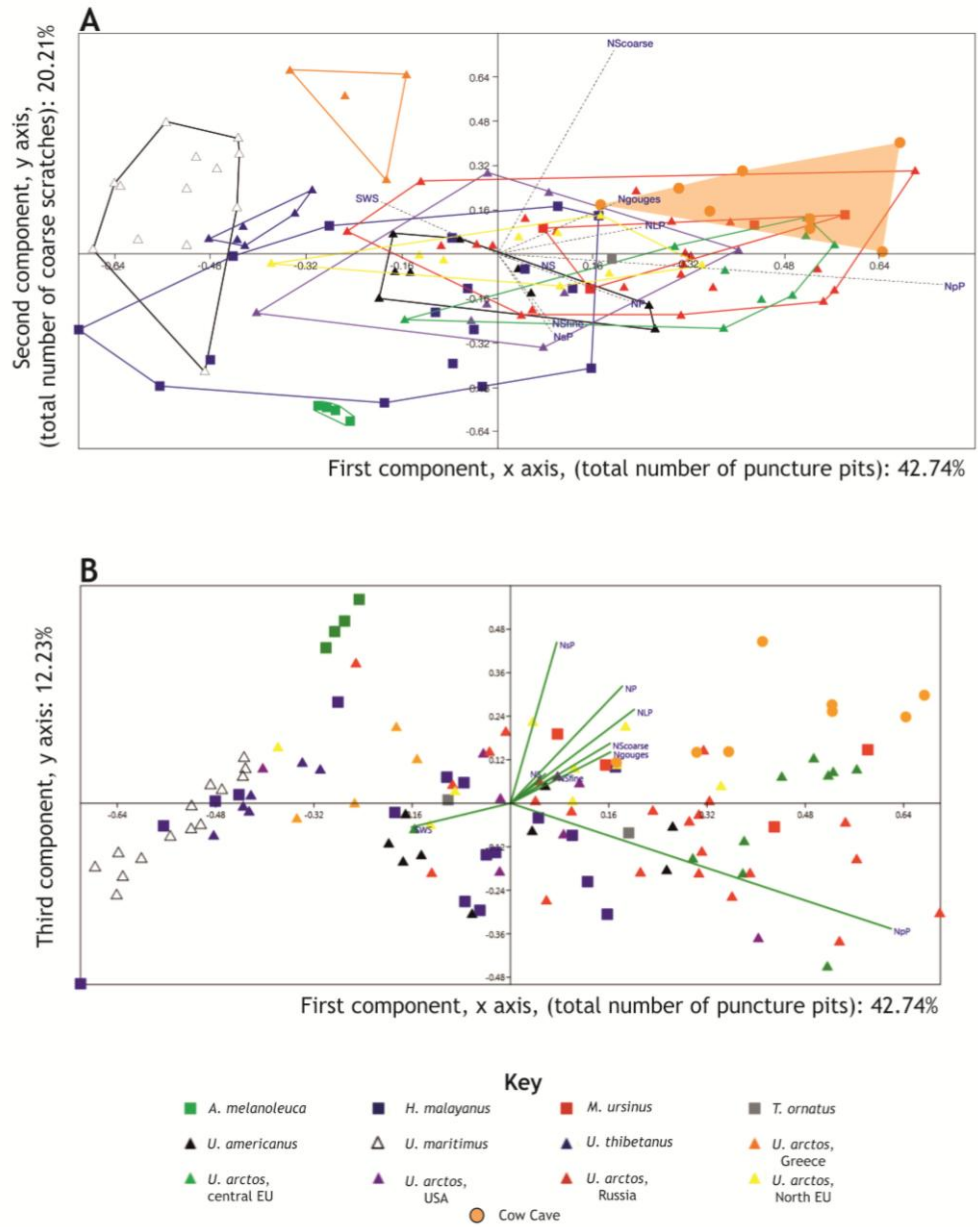 A
Second component, y axis,
(total number of coarse scratches): 20.21%
NScoarse
0.64
0.48
0.32
SWS
0.16
Ngouges
NLP
-0.64
-0.48
-0.32
-0.16
NS
0.16
0.48
0.64
NpP
-0.16
NP
NSfine
NsP
-0.32
-0.64
First component, x axis, (total number of puncture pits): 42.74%
B
Third component, y axis: 12.23%
0.48
NsP
0.36
NP
0.24
NLP
NScoarse
Ngouges
0.12
NSfine
-0.64
-0.48
-0.32
-0.16
0.16
0.32
0.48
0.64
SWS
-0.24
-0.36
NpP
-0.48
First component, x axis, (total number of puncture pits): 42.74%
Key
A. melanoleuca
H. malayanus
M. ursinus
T. ornatus
U. americanus
U. maritimus
U. thibetanus
U. arctos,
Greece
U. arctos,
central EU
U. arctos,
USA
U. arctos,
Russia
U. arctos,
North EU
Cow Cave